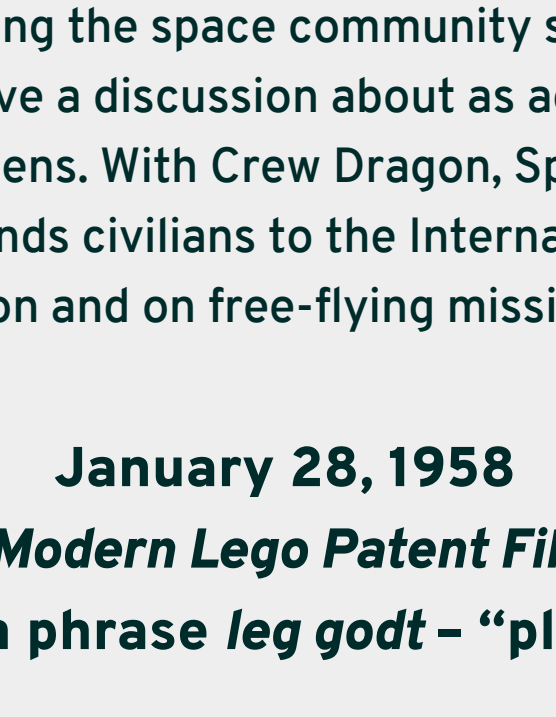 ng the space community s
ve a discussion about as a
ens. With Crew Dragon, Sp
nds civilians to the Interna
on and on free-flying missi
January 28, 1958
Modern Lego Patent Fil
n phrase leg godt – “pl